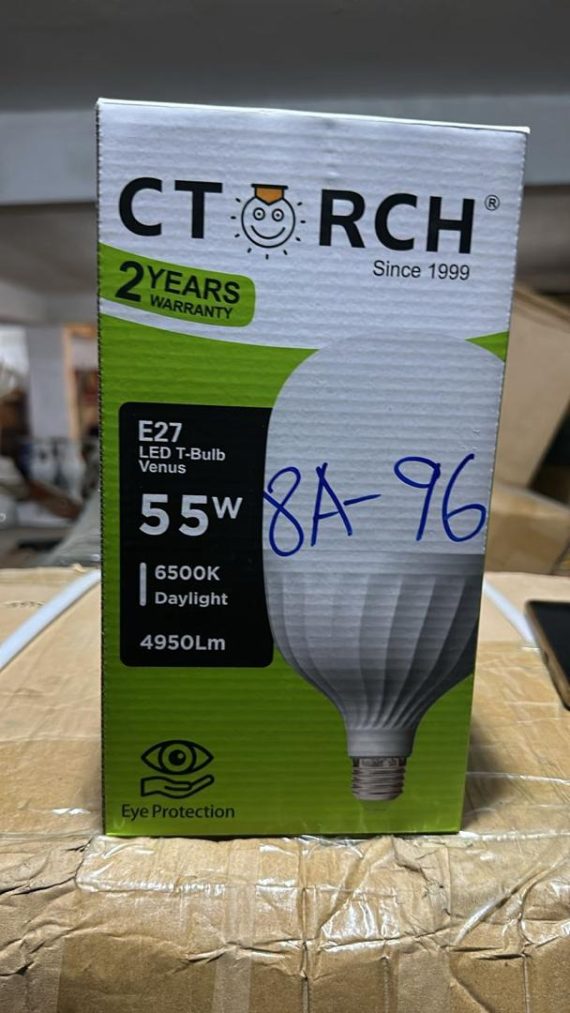 CTORCH®
Since 1999
2 YEARS
WARRANTY
E27
LED T-Bulb
Venus
55W
8A-96
6500K
Daylight
4950Lm
Eye Protection